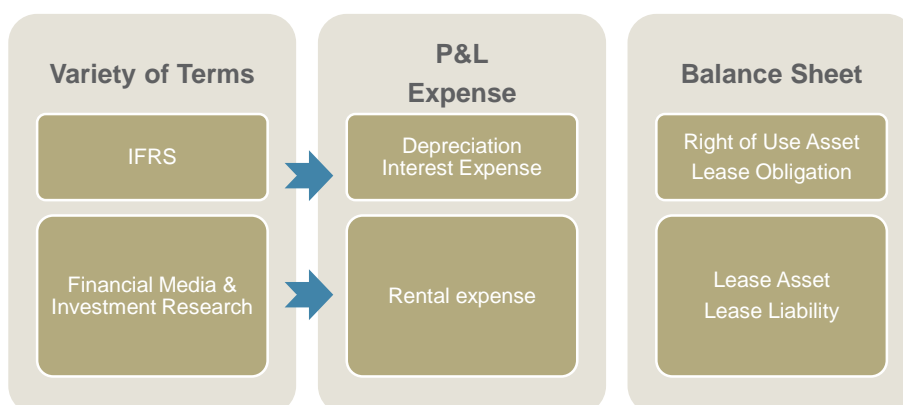 Variety of Terms
IFRS
Financial Media &
Investment Research
P&L
Expense
Depreciation
Interest Expense
Rental expense
Balance Sheet
Right of Use Asset
Lease Obligation
Lease Asset
Lease Liability